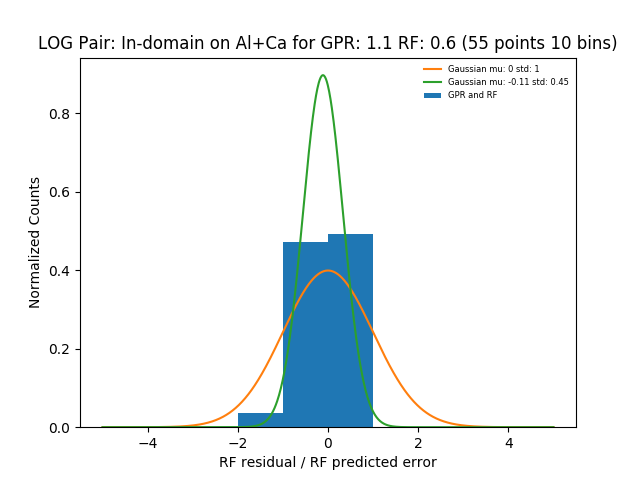 LOG Pair: In-domain on Al+Ca for GPR: 1.1 RF: 0.6 (55 points 10 bins)
Gaussian mu: 0 std: 1
Gaussian mu: -0.11 std: 0.45
GPR and RF
Normalized Counts
0.8
0.6
0.4
0.2
0.0
−4 −2 0 2 4
RF residual / RF predicted error